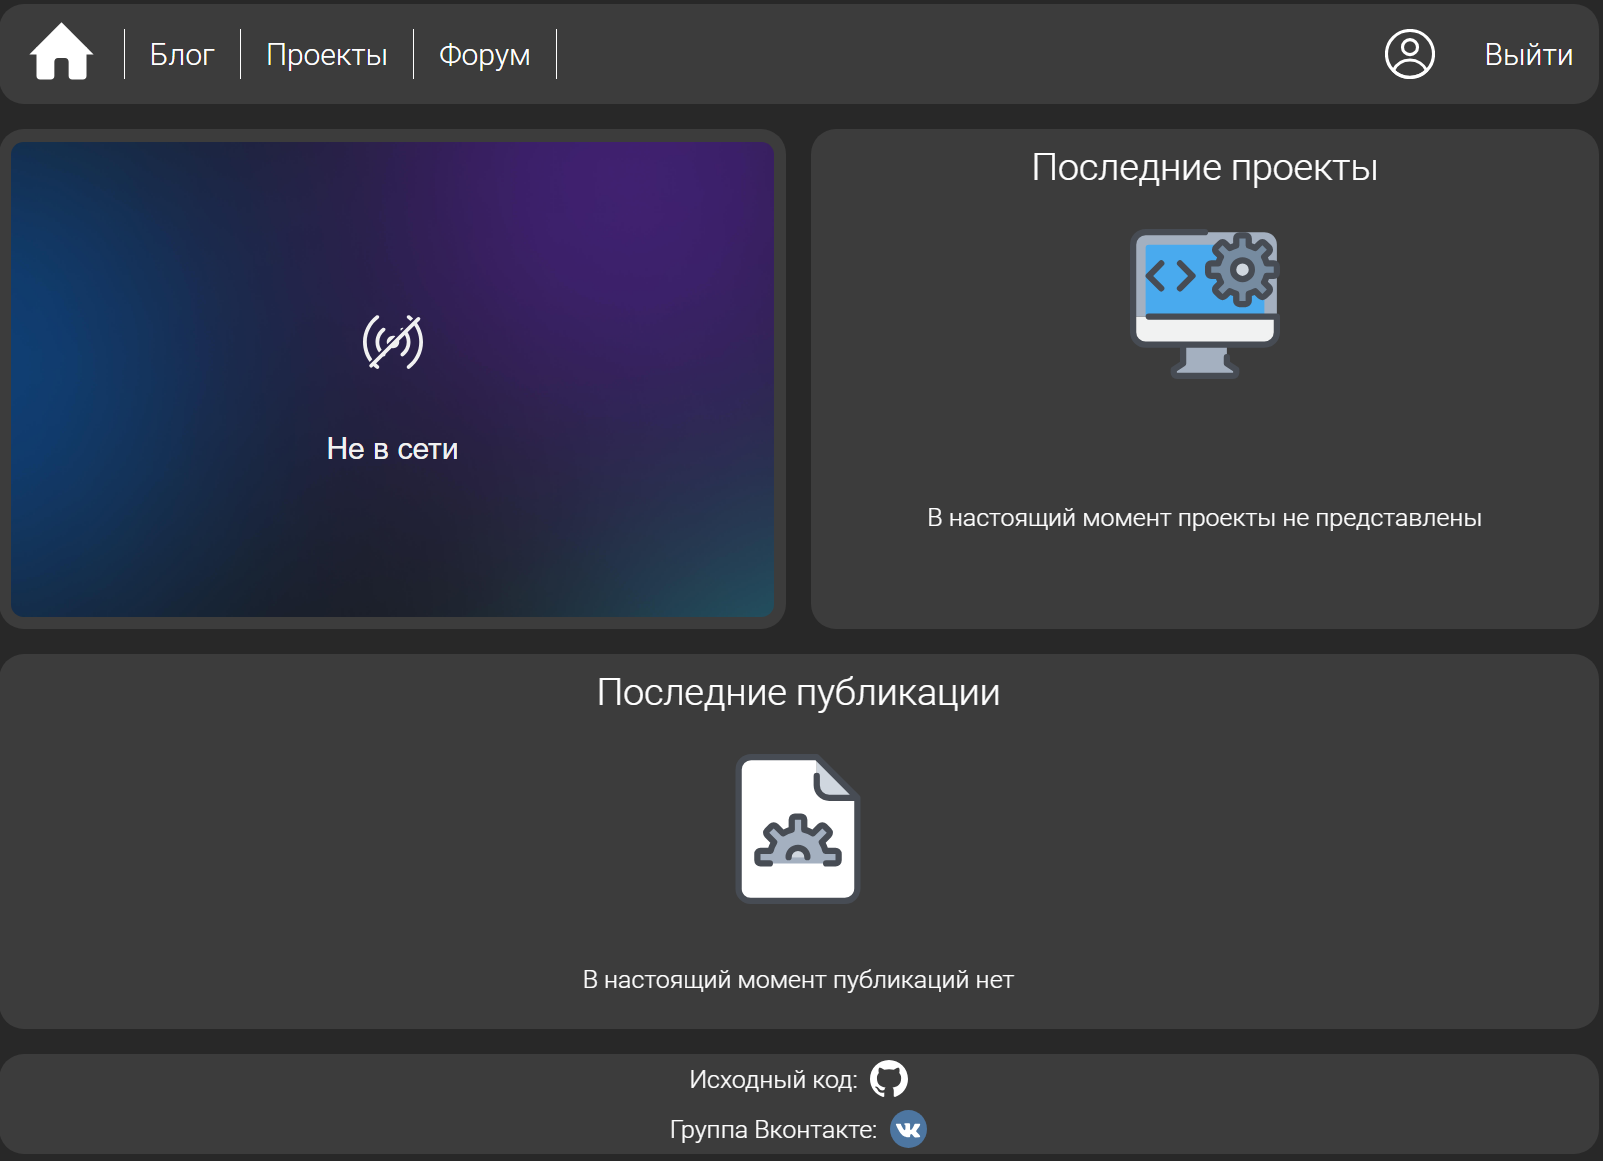 Блог
Проекты
Форум
Выйти
Не в сети
Последние проекты
В настоящий момент проекты не представлены
Последние публикации
В настоящий момент публикаций нет
Исходный код:
Группа Вконтакте: